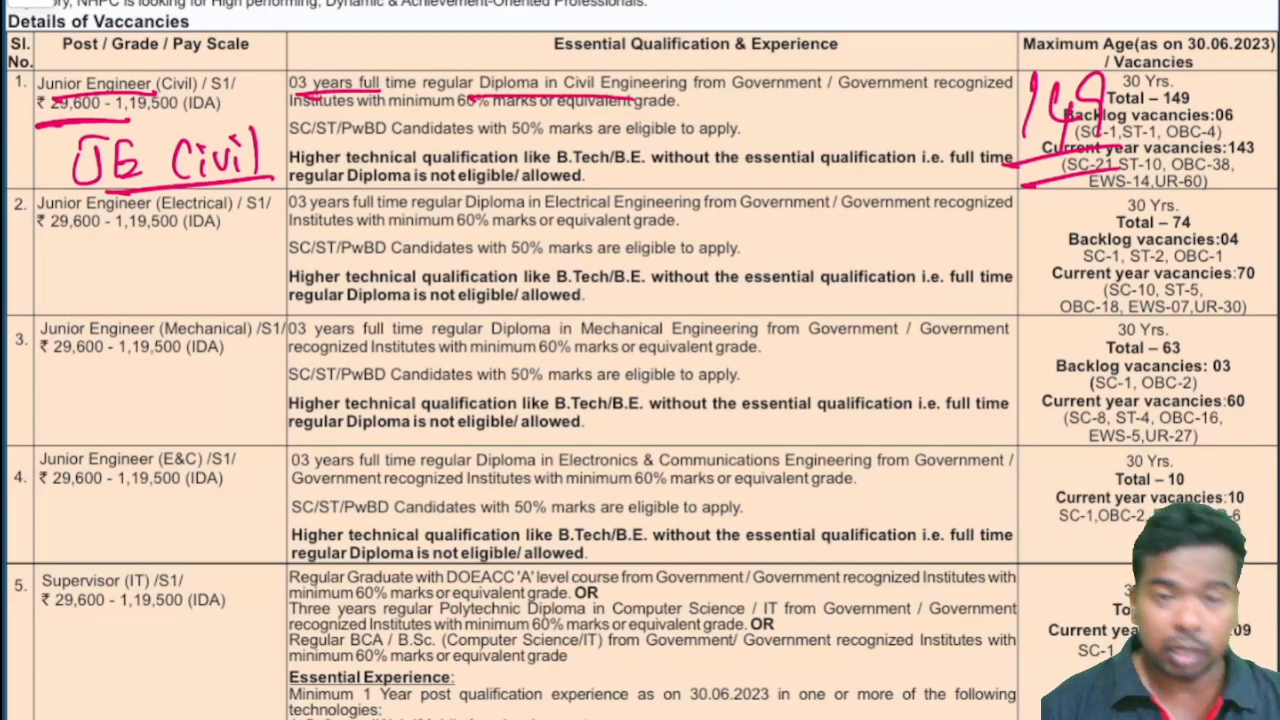 NHPC is looking for High performing, Dynamic & Achievement-Oriented Professionals.
Details of Vaccancies
Sl. No. Post / Grade / Pay Scale Essential Qualification & Experience Maximum Age(as on 30.06.2023) / Vacancies
1. Junior Engineer (Civil) / S1/
₹ 29,600 - 1,19,500 (IDA)
JE Civil
03 years full time regular Diploma in Civil Engineering from Government / Government recognized
Institutes with minimum 60% marks or equivalent grade.
SC/ST/PwBD Candidates with 50% marks are eligible to apply.
Higher technical qualification like B.Tech/B.E. without the essential qualification i.e. full time
regular Diploma is not eligible/ allowed.
149
30 Yrs.
Total – 149
Backlog vacancies:06
(SC-1,ST-1, OBC-4)
Current year vacancies:143
(SC-21,ST-10, OBC-38,
EWS-14,UR-60)
2. Junior Engineer (Electrical) / S1/
₹ 29,600 - 1,19,500 (IDA)
03 years full time regular Diploma in Electrical Engineering from Government / Government recognized
Institutes with minimum 60% marks or equivalent grade.
SC/ST/PwBD Candidates with 50% marks are eligible to apply.
Higher technical qualification like B.Tech/B.E. without the essential qualification i.e. full time
regular Diploma is not eligible/ allowed.
30 Yrs.
Total – 74
Backlog vacancies:04
SC-1, ST-2, OBC-1
Current year vacancies:70
(SC-10, ST-5,
OBC-18, EWS-07,UR-30)
3. Junior Engineer (Mechanical) /S1/
₹ 29,600 - 1,19,500 (IDA)
03 years full time regular Diploma in Mechanical Engineering from Government / Government
recognized Institutes with minimum 60% marks or equivalent grade.
SC/ST/PwBD Candidates with 50% marks are eligible to apply.
Higher technical qualification like B.Tech/B.E. without the essential qualification i.e. full time
regular Diploma is not eligible/ allowed.
30 Yrs.
Total – 63
Backlog vacancies: 03
(SC-1, OBC-2)
Current year vacancies:60
(SC-8, ST-4, OBC-16,
EWS-5,UR-27)
4. Junior Engineer (E&C) /S1/
₹ 29,600 - 1,19,500 (IDA)
03 years full time regular Diploma in Electronics & Communications Engineering from Government /
Government recognized Institutes with minimum 60% marks or equivalent grade.
SC/ST/PwBD Candidates with 50% marks are eligible to apply.
Higher technical qualification like B.Tech/B.E. without the essential qualification i.e. full time
regular Diploma is not eligible/ allowed.
30 Yrs.
Total – 10
Current year vacancies:10
SC-1,OBC-2,
5. Supervisor (IT) /S1/
₹ 29,600 - 1,19,500 (IDA)
Regular Graduate with DOEACC 'A' level course from Government / Government recognized Institutes with
minimum 60% marks or equivalent grade. OR
Three years regular Polytechnic Diploma in Computer Science / IT from Government / Government
recognized Institutes with minimum 60% marks or equivalent grade. OR
Regular BCA / B.Sc. (Computer Science/IT) from Government/ Government recognized Institutes with
minimum 60% marks or equivalent grade
Essential Experience:
Minimum 1 Year post qualification experience as on 30.06.2023 in one or more of the following
technologies:
Current
09
SC-1